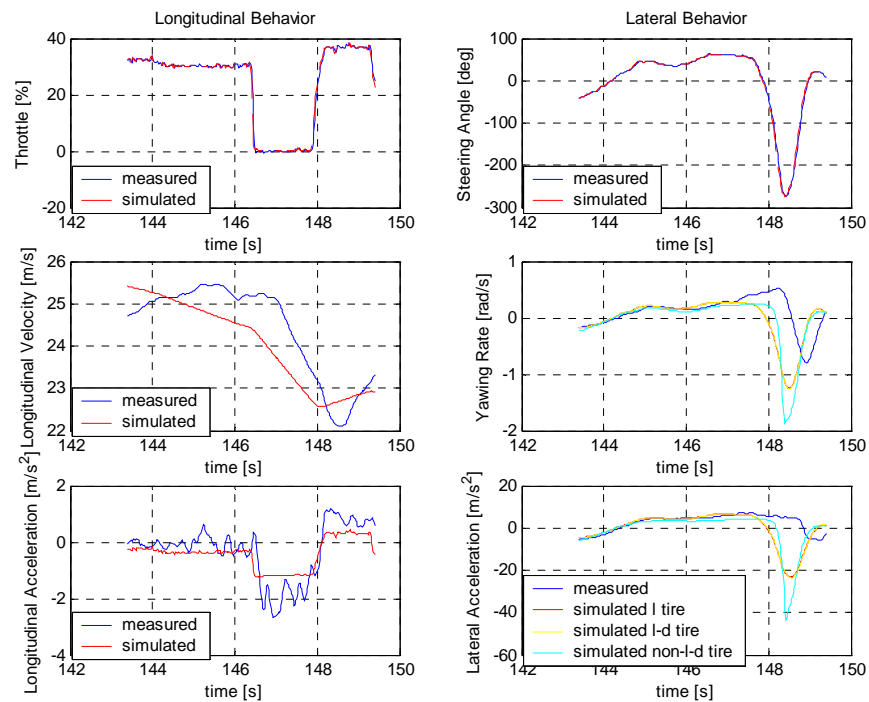 Longitudinal Behavior
Lateral Behavior
Throttle [%]
40
20
0
-20
measured
simulated
142 144 146 148 150
time [s]
Steering Angle [deg]
100
0
-100
-200
-300
measured
simulated
142 144 146 148 150
time [s]
Longitudinal Velocity [m/s]
26
25
24
23
22
measured
simulated
142 144 146 148 150
time [s]
Yawing Rate [rad/s]
1
0
-1
-2
142 144 146 148 150
time [s]
Longitudinal Acceleration [m/s²]
2
0
-2
-4
measured
simulated
142 144 146 148 150
time [s]
Lateral Acceleration [m/s²]
20
0
-20
-40
-60
measured
simulated l tire
simulated l-d tire
simulated non-l-d tire
142 144 146 148 150
time [s]